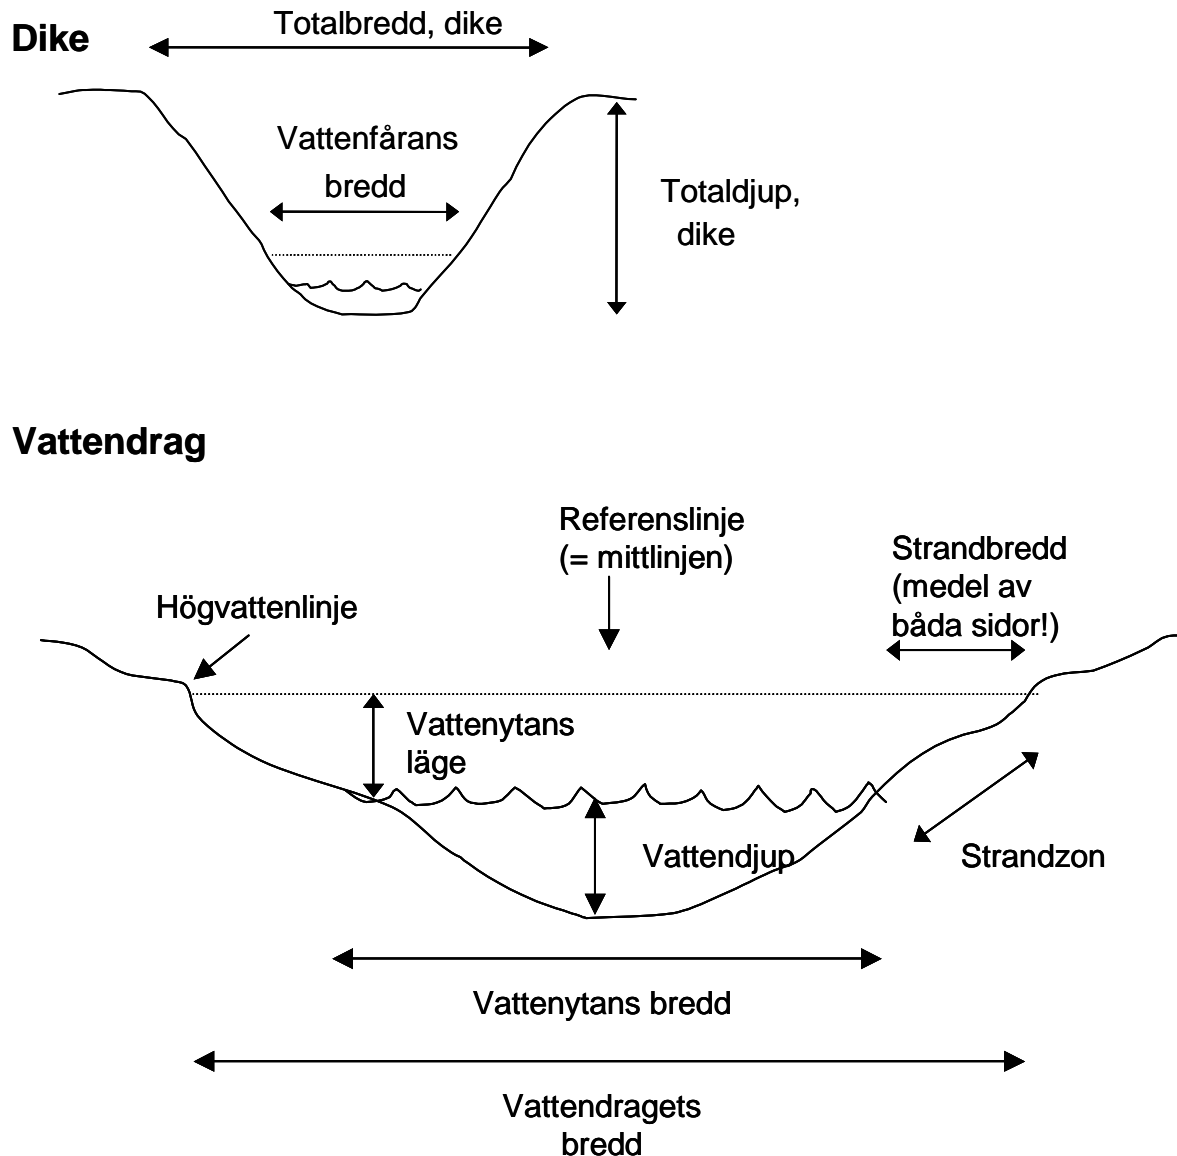 Dike
Totalbredd, dike
Vattenfårans
bredd
Totaldjup,
dike
Vattendrag
Referenslinje
(= mittlinjen)
Strandbredd
(medel av
båda sidor!)
Högvattenlinje
Vattenytans
läge
Vattendjup
Strandzon
Vattenytans bredd
Vattendragets
bredd